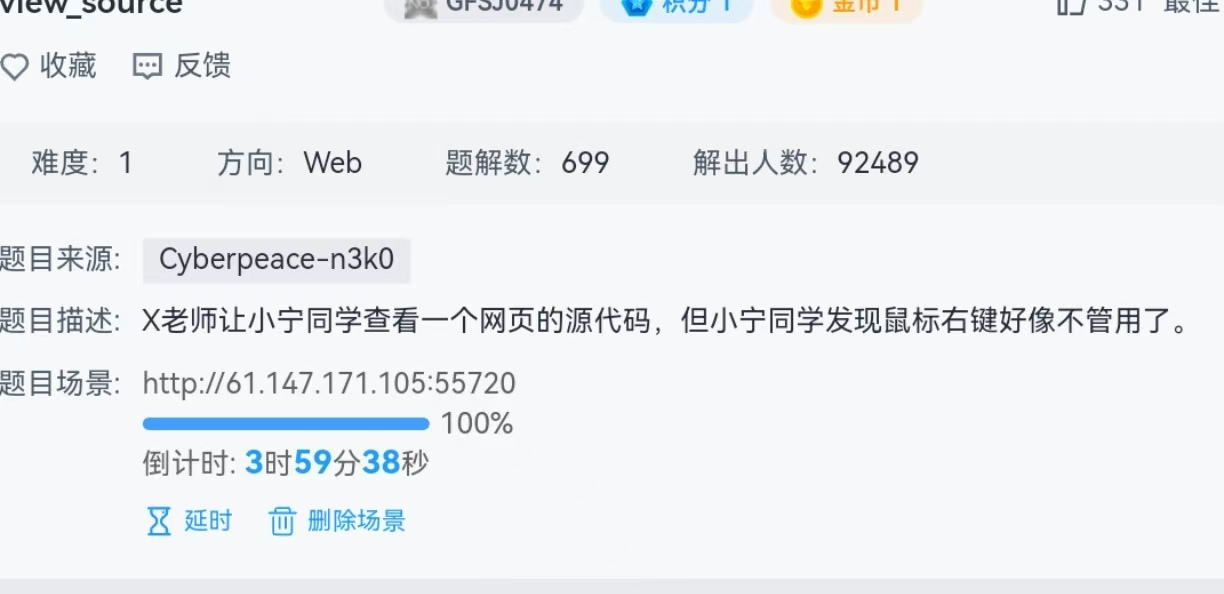 view_source GFSJ0474 积分 1 金币 1 331 最佳
收藏 反馈
难度: 1 方向: Web 题解数: 699 解出人数: 92489
题目来源: Cyberpeace-n3k0
题目描述: X老师让小宁同学查看一个网页的源代码，但小宁同学发现鼠标右键好像不管用了。
题目场景: http://61.147.171.105:55720
100%
倒计时: 3时59分38秒
延时 删除场景